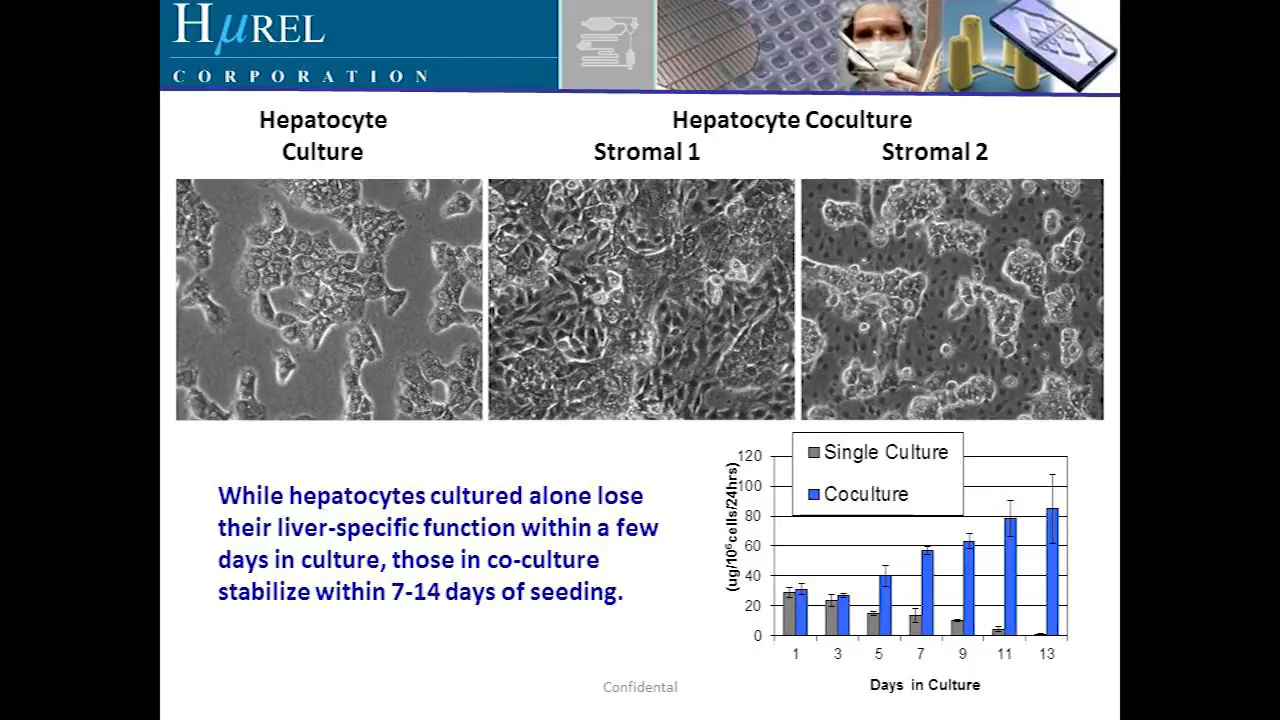 HμREL
CORPORATION
Hepatocyte
Culture
Hepatocyte Coculture
Stromal 1
Stromal 2
While hepatocytes cultured alone lose
their liver-specific function within a few
days in culture, those in co-culture
stabilize within 7-14 days of seeding.
(ug/10⁶cells/24hrs)
Single Culture
Coculture
120
100
80
60
40
20
0
1 3 5 7 9 11 13
Days in Culture
Confidental